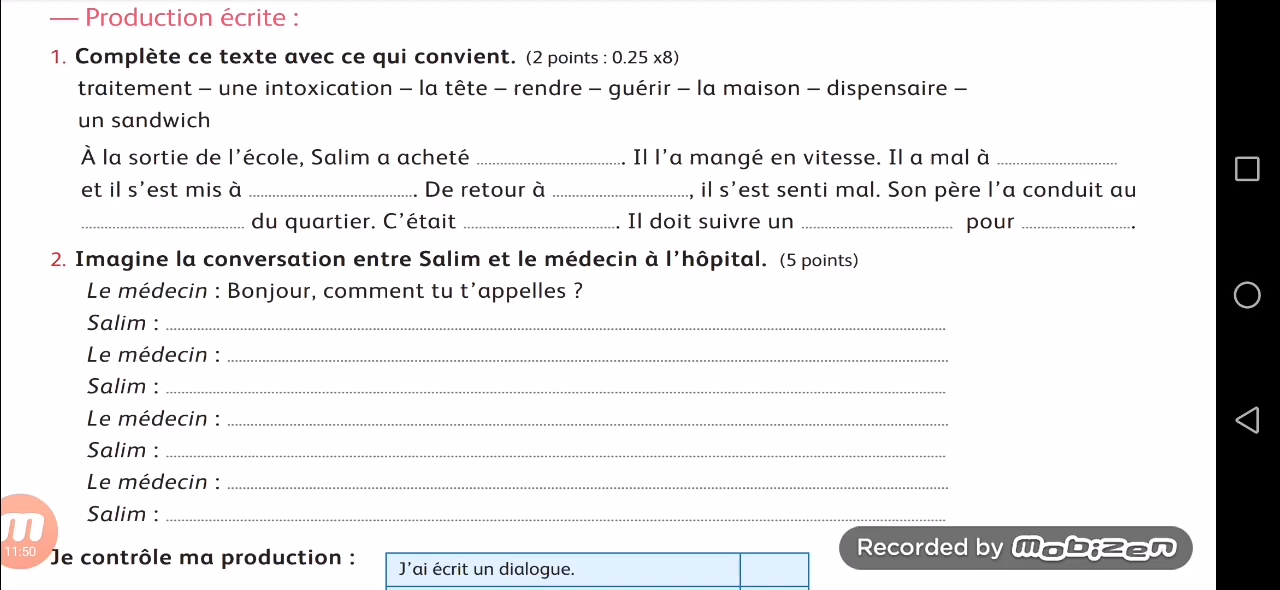 — Production écrite :
1. Complète ce texte avec ce qui convient. (2 points : 0.25 x8)
traitement – une intoxication – la tête – rendre – guérir – la maison – dispensaire –
un sandwich
À la sortie de l'école, Salim a acheté ........................ Il l'a mangé en vitesse. Il a mal à ........................
et il s'est mis à ........................ De retour à ........................, il s'est senti mal. Son père l'a conduit au
........................ du quartier. C'était ........................ Il doit suivre un ........................ pour ........................
2. Imagine la conversation entre Salim et le médecin à l'hôpital. (5 points)
Le médecin : Bonjour, comment tu t'appelles ?
Salim : ........................
Le médecin : ........................
Salim : ........................
Le médecin : ........................
Salim : ........................
Le médecin : ........................
Salim : ........................
Je contrôle ma production :
J'ai écrit un dialogue.
11:50
Recorded by Mobizen